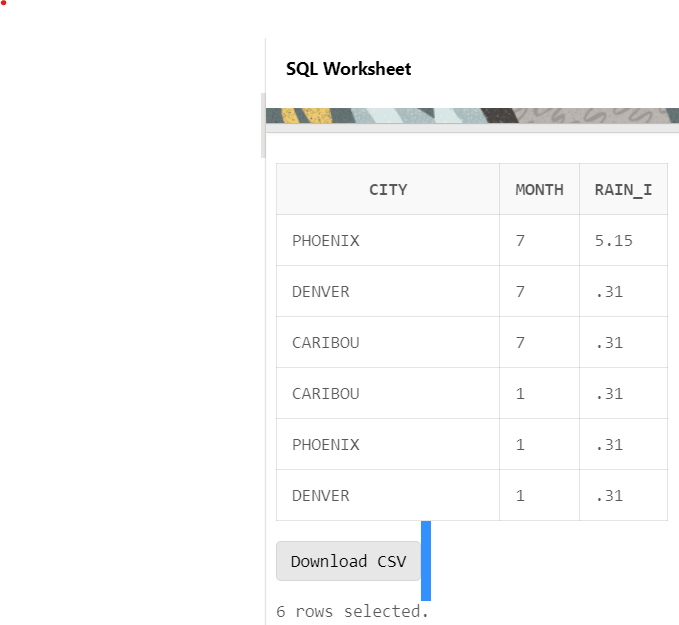 SQL Worksheet
CITY MONTH RAIN_I
PHOENIX 7 5.15
DENVER 7 .31
CARIBOU 7 .31
CARIBOU 1 .31
PHOENIX 1 .31
DENVER 1 .31
Download CSV
6 rows selected.